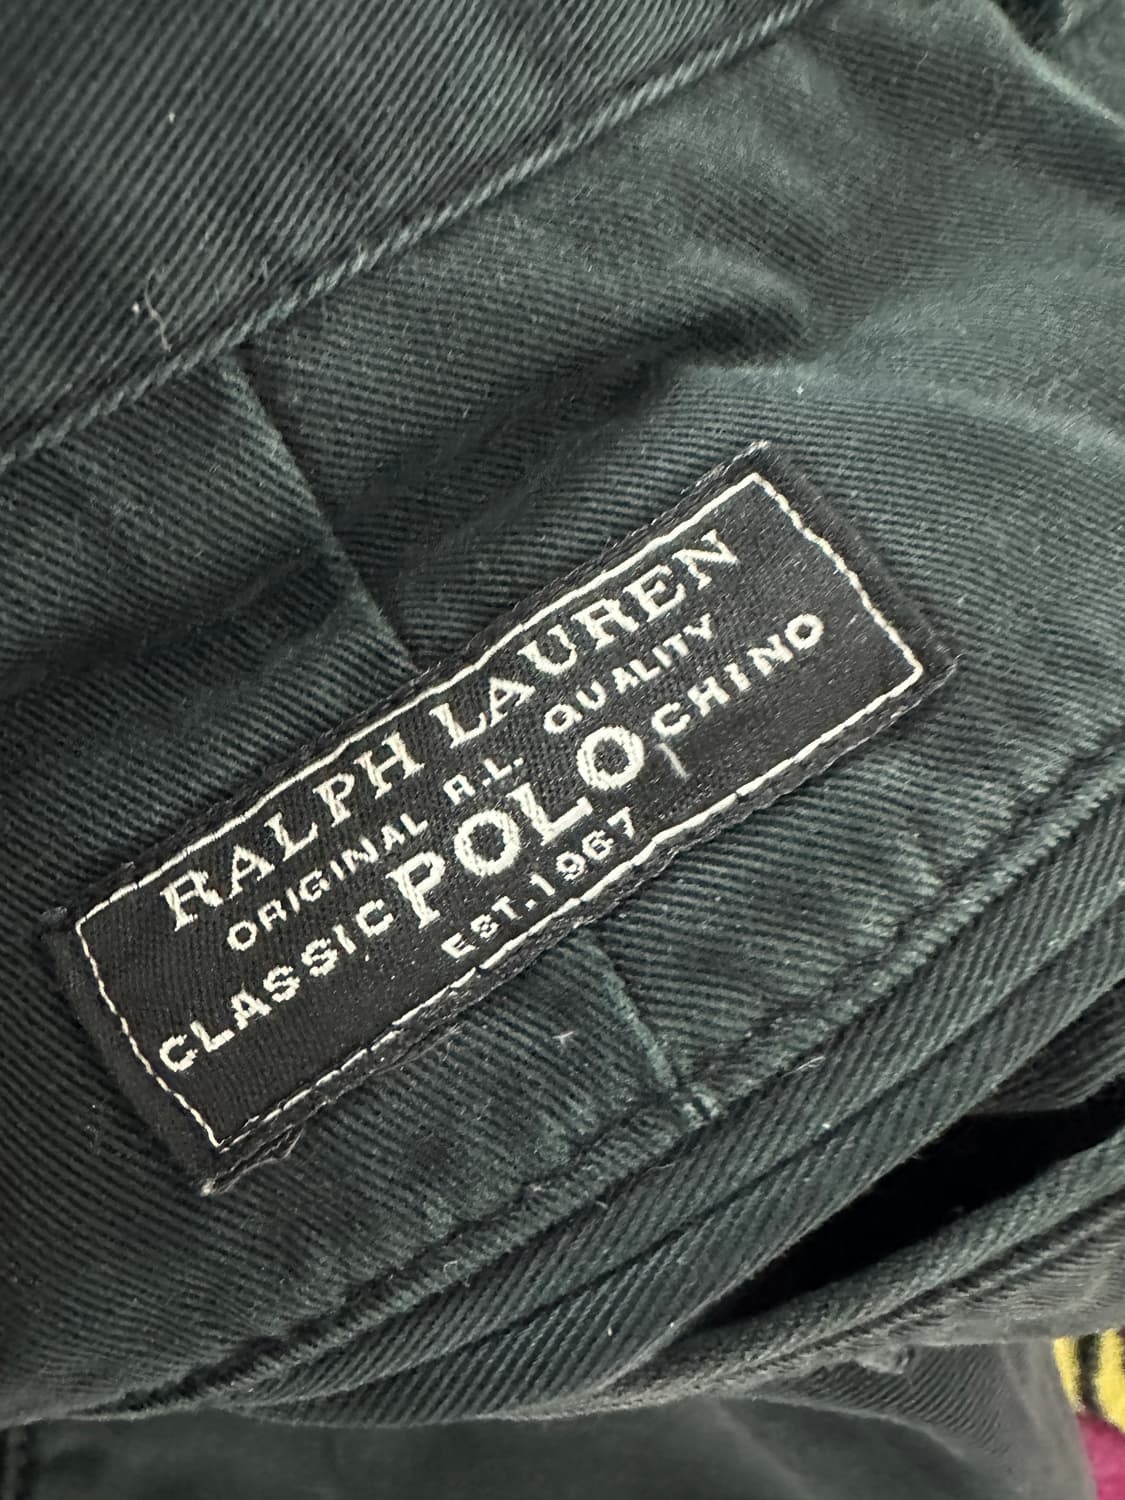 RALPH LAUREN
ORIGINAL R.L. QUALITY
CLASSIC POLO CHINO
EST. 1967